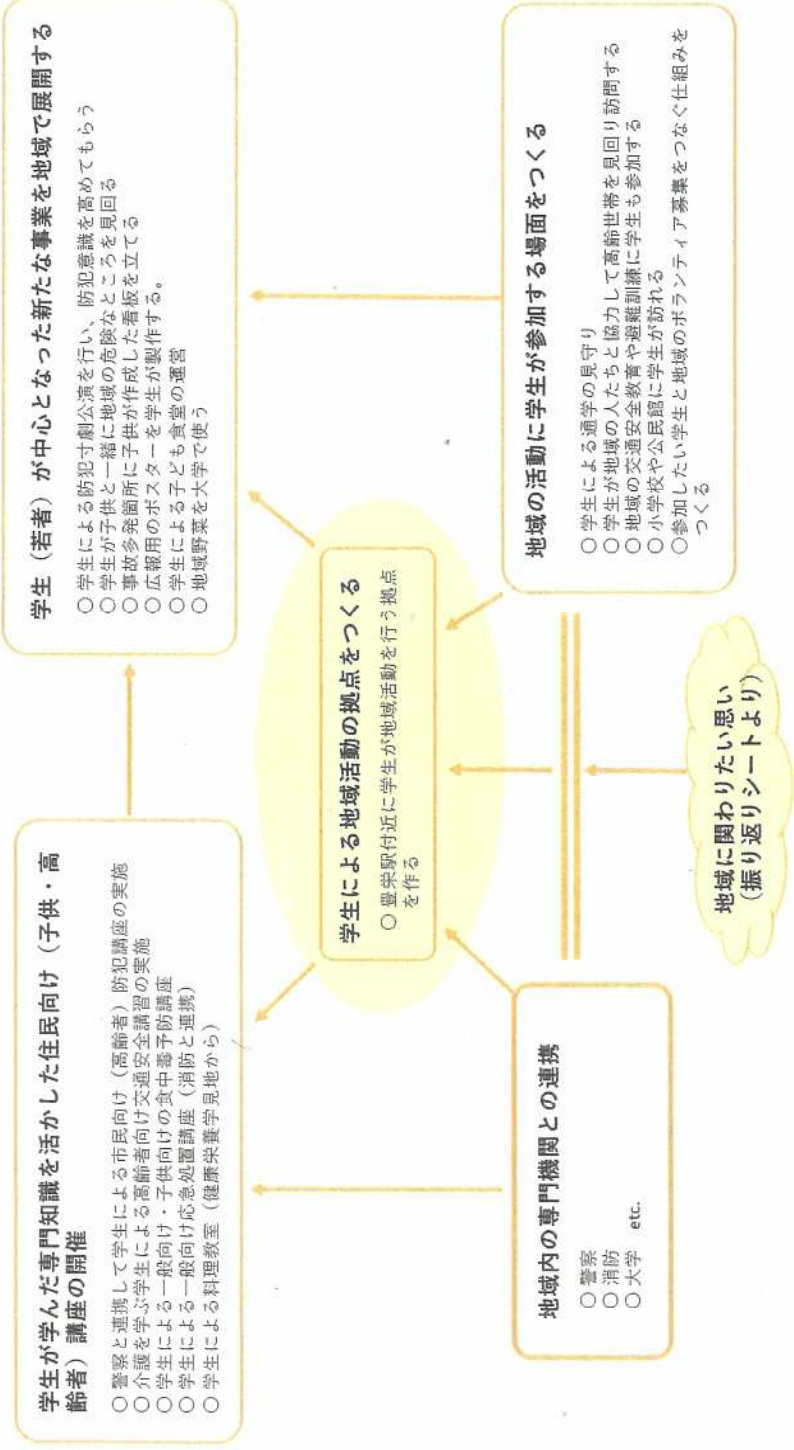 学生が学んだ専門知識を活かした住民向け（子供・高
齢者）講座の開催
○警察と連携して学生による市民向け（高齢者）防犯講座の実施
○介護を学ぶ学生による高齢者向け交通安全講習の実施
○学生による一般向け・子供向けの食中毒予防講座
○学生による一般向け応急処置講座（消防と連携）
○学生による料理教室（健康栄養学見地から）
学生（若者）が中心となった新たな事業を地域で展開する
○学生による防犯寸劇公演を行い、防犯意識を高めてもらう
○学生が子供と一緒に地域の危険なところを見回る
○事故多発箇所に子供が作成した看板を立てる
○広報用のポスターを学生が製作する。
○学生による子ども食堂の運営
○地域野菜を大学で使う
学生による地域活動の拠点をつくる
○ 豊栄駅付近に学生が地域活動を行う拠点
を作る
地域内の専門機関との連携
○ 警察
○ 消防
○ 大学 etc.
地域の活動に学生が参加する場面をつくる
○学生による通学の見守り
○学生が地域の人たちと協力して高齢世帯を見回り訪問する
○地域の交通安全教育や避難訓練に学生も参加する
○小学校や公民館に学生が訪れる
○参加したい学生と地域のボランティア募集をつなぐ仕組みを
つくる
地域に関わりたい思い
（振り返りシートより）